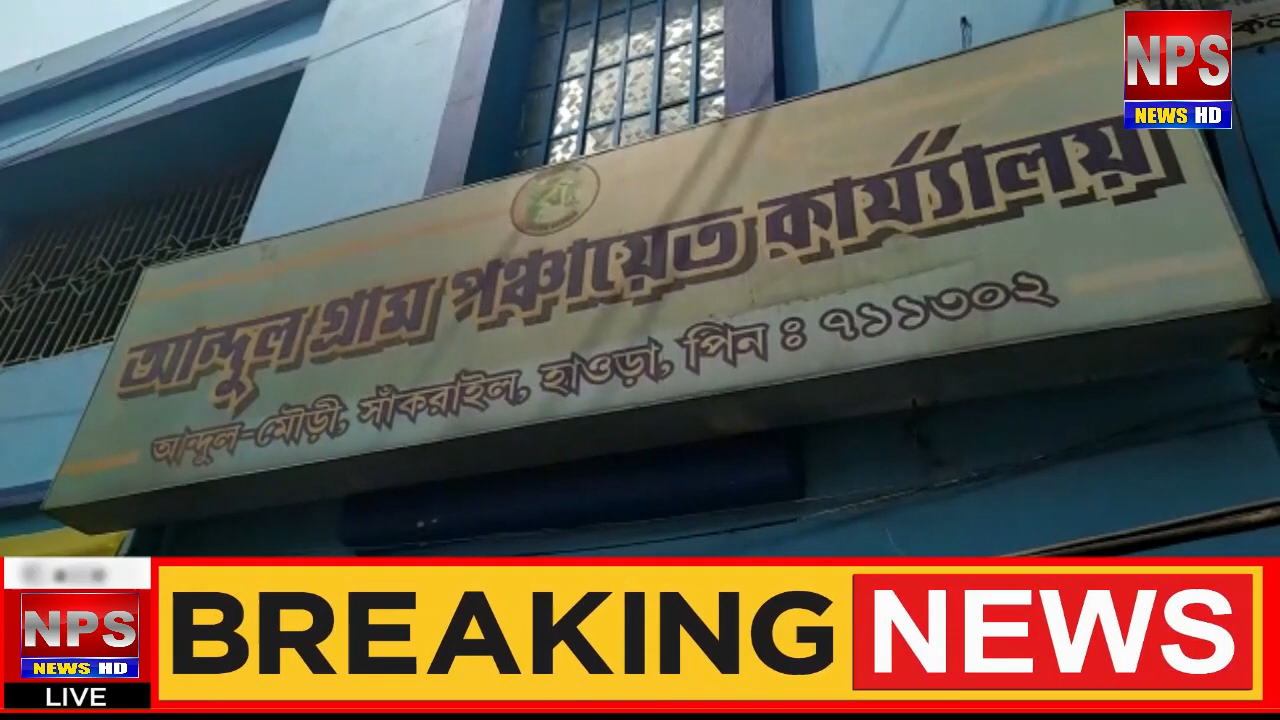 NPS
NEWS HD
আন্দুল গ্রাম পঞ্চায়েত কার্য্যালয়
আন্দুল-মৌড়ী, সাঁকরাইল, হাওড়া, পিন ঃ ৭১১৩০২
NPS
NEWS HD
LIVE
BREAKING NEWS